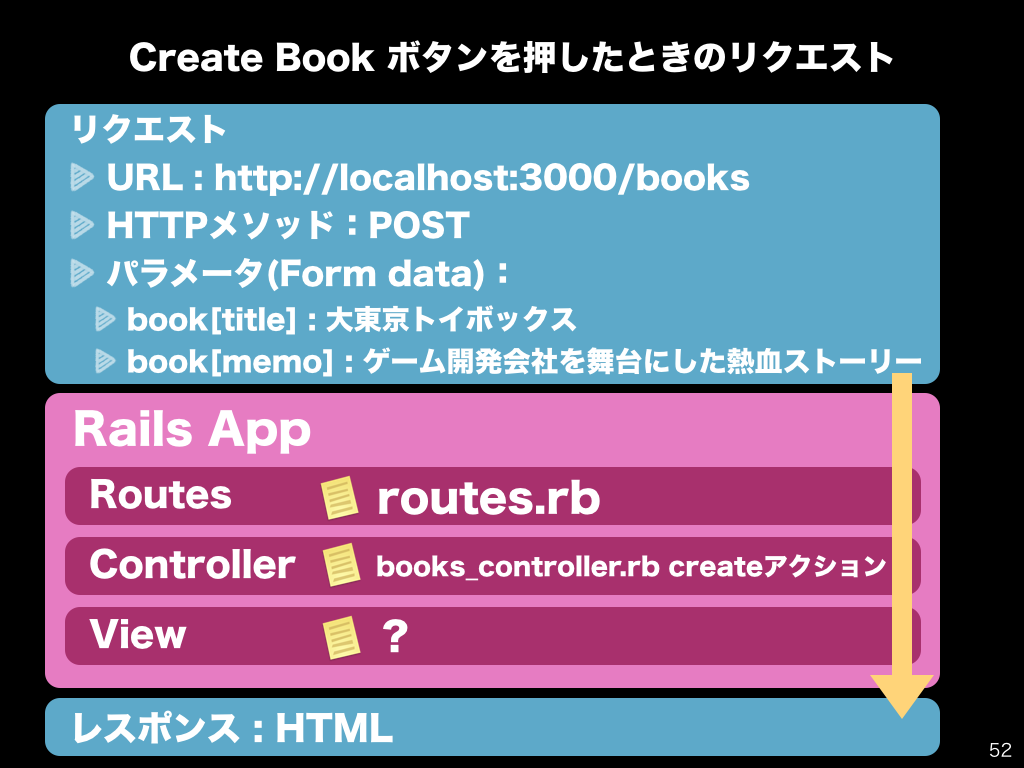 Create Book ボタンを押したときのリクエスト
リクエスト
URL : http://localhost:3000/books
HTTPメソッド：POST
パラメータ(Form data)：
book[title] : 大東京トイボックス
book[memo] : ゲーム開発会社を舞台にした熱血ストーリー
Rails App
Routes routes.rb
Controller books_controller.rb createアクション
View ?
レスポンス : HTML
52